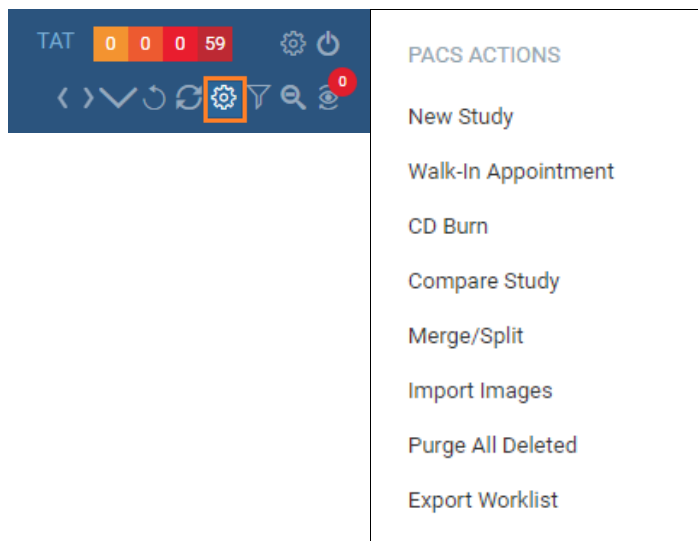 TAT 0 0 0 59
0
PACS ACTIONS
New Study
Walk-In Appointment
CD Burn
Compare Study
Merge/Split
Import Images
Purge All Deleted
Export Worklist